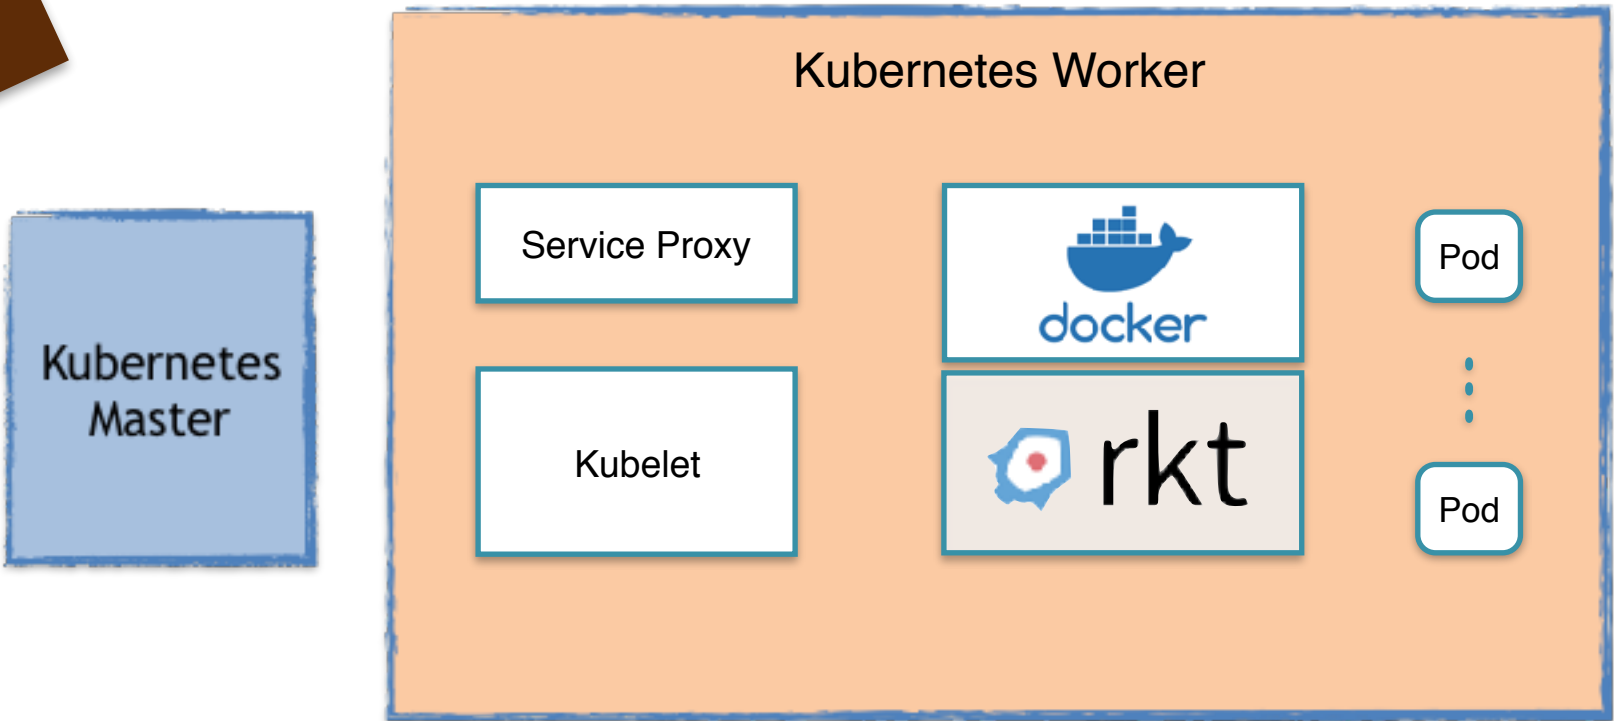 Kubernetes Worker
Kubernetes
Master
Service Proxy
Kubelet
docker
rkt
Pod
Pod